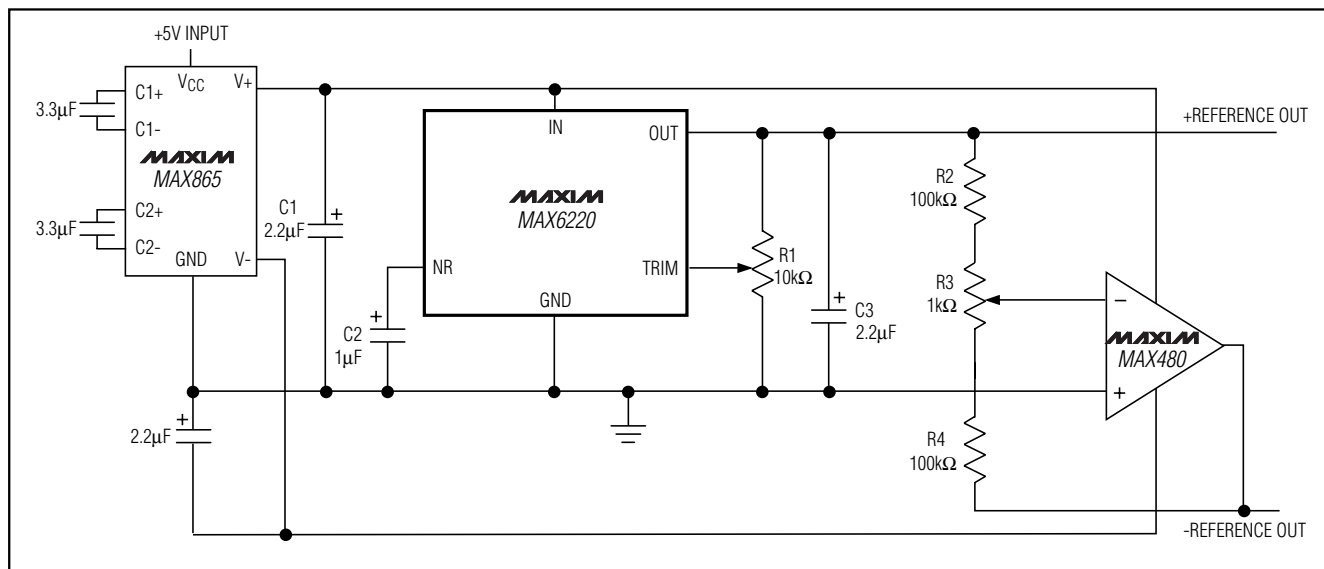 +5V INPUT
VCC
V+
C1+
3.3µF
C1-
MAXIM
MAX865
C2+
3.3µF
C2-
GND
V-
C1
+
2.2µF
IN
OUT
MAXIM
MAX6220
NR
TRIM
GND
+
C2
1µF
R1
10kΩ
+
C3
2.2µF
+REFERENCE OUT
R2
100kΩ
R3
1kΩ
−
MAXIM
MAX480
+
+
2.2µF
R4
100kΩ
-REFERENCE OUT